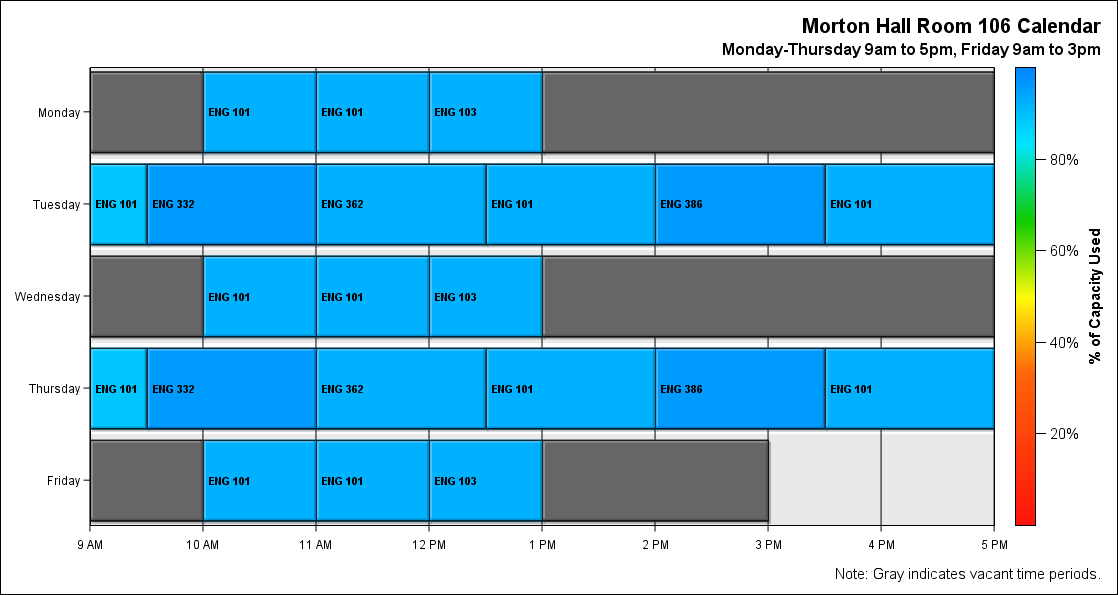 Morton Hall Room 106 Calendar
Monday-Thursday 9am to 5pm, Friday 9am to 3pm
Monday ENG 101 ENG 101 ENG 103
Tuesday ENG 101 ENG 332 ENG 362 ENG 101 ENG 386 ENG 101
Wednesday ENG 101 ENG 101 ENG 103
Thursday ENG 101 ENG 332 ENG 362 ENG 101 ENG 386 ENG 101
Friday ENG 101 ENG 101 ENG 103
9 AM 10 AM 11 AM 12 PM 1 PM 2 PM 3 PM 4 PM 5 PM
80%
60%
40%
20%
% of Capacity Used
Note: Gray indicates vacant time periods.